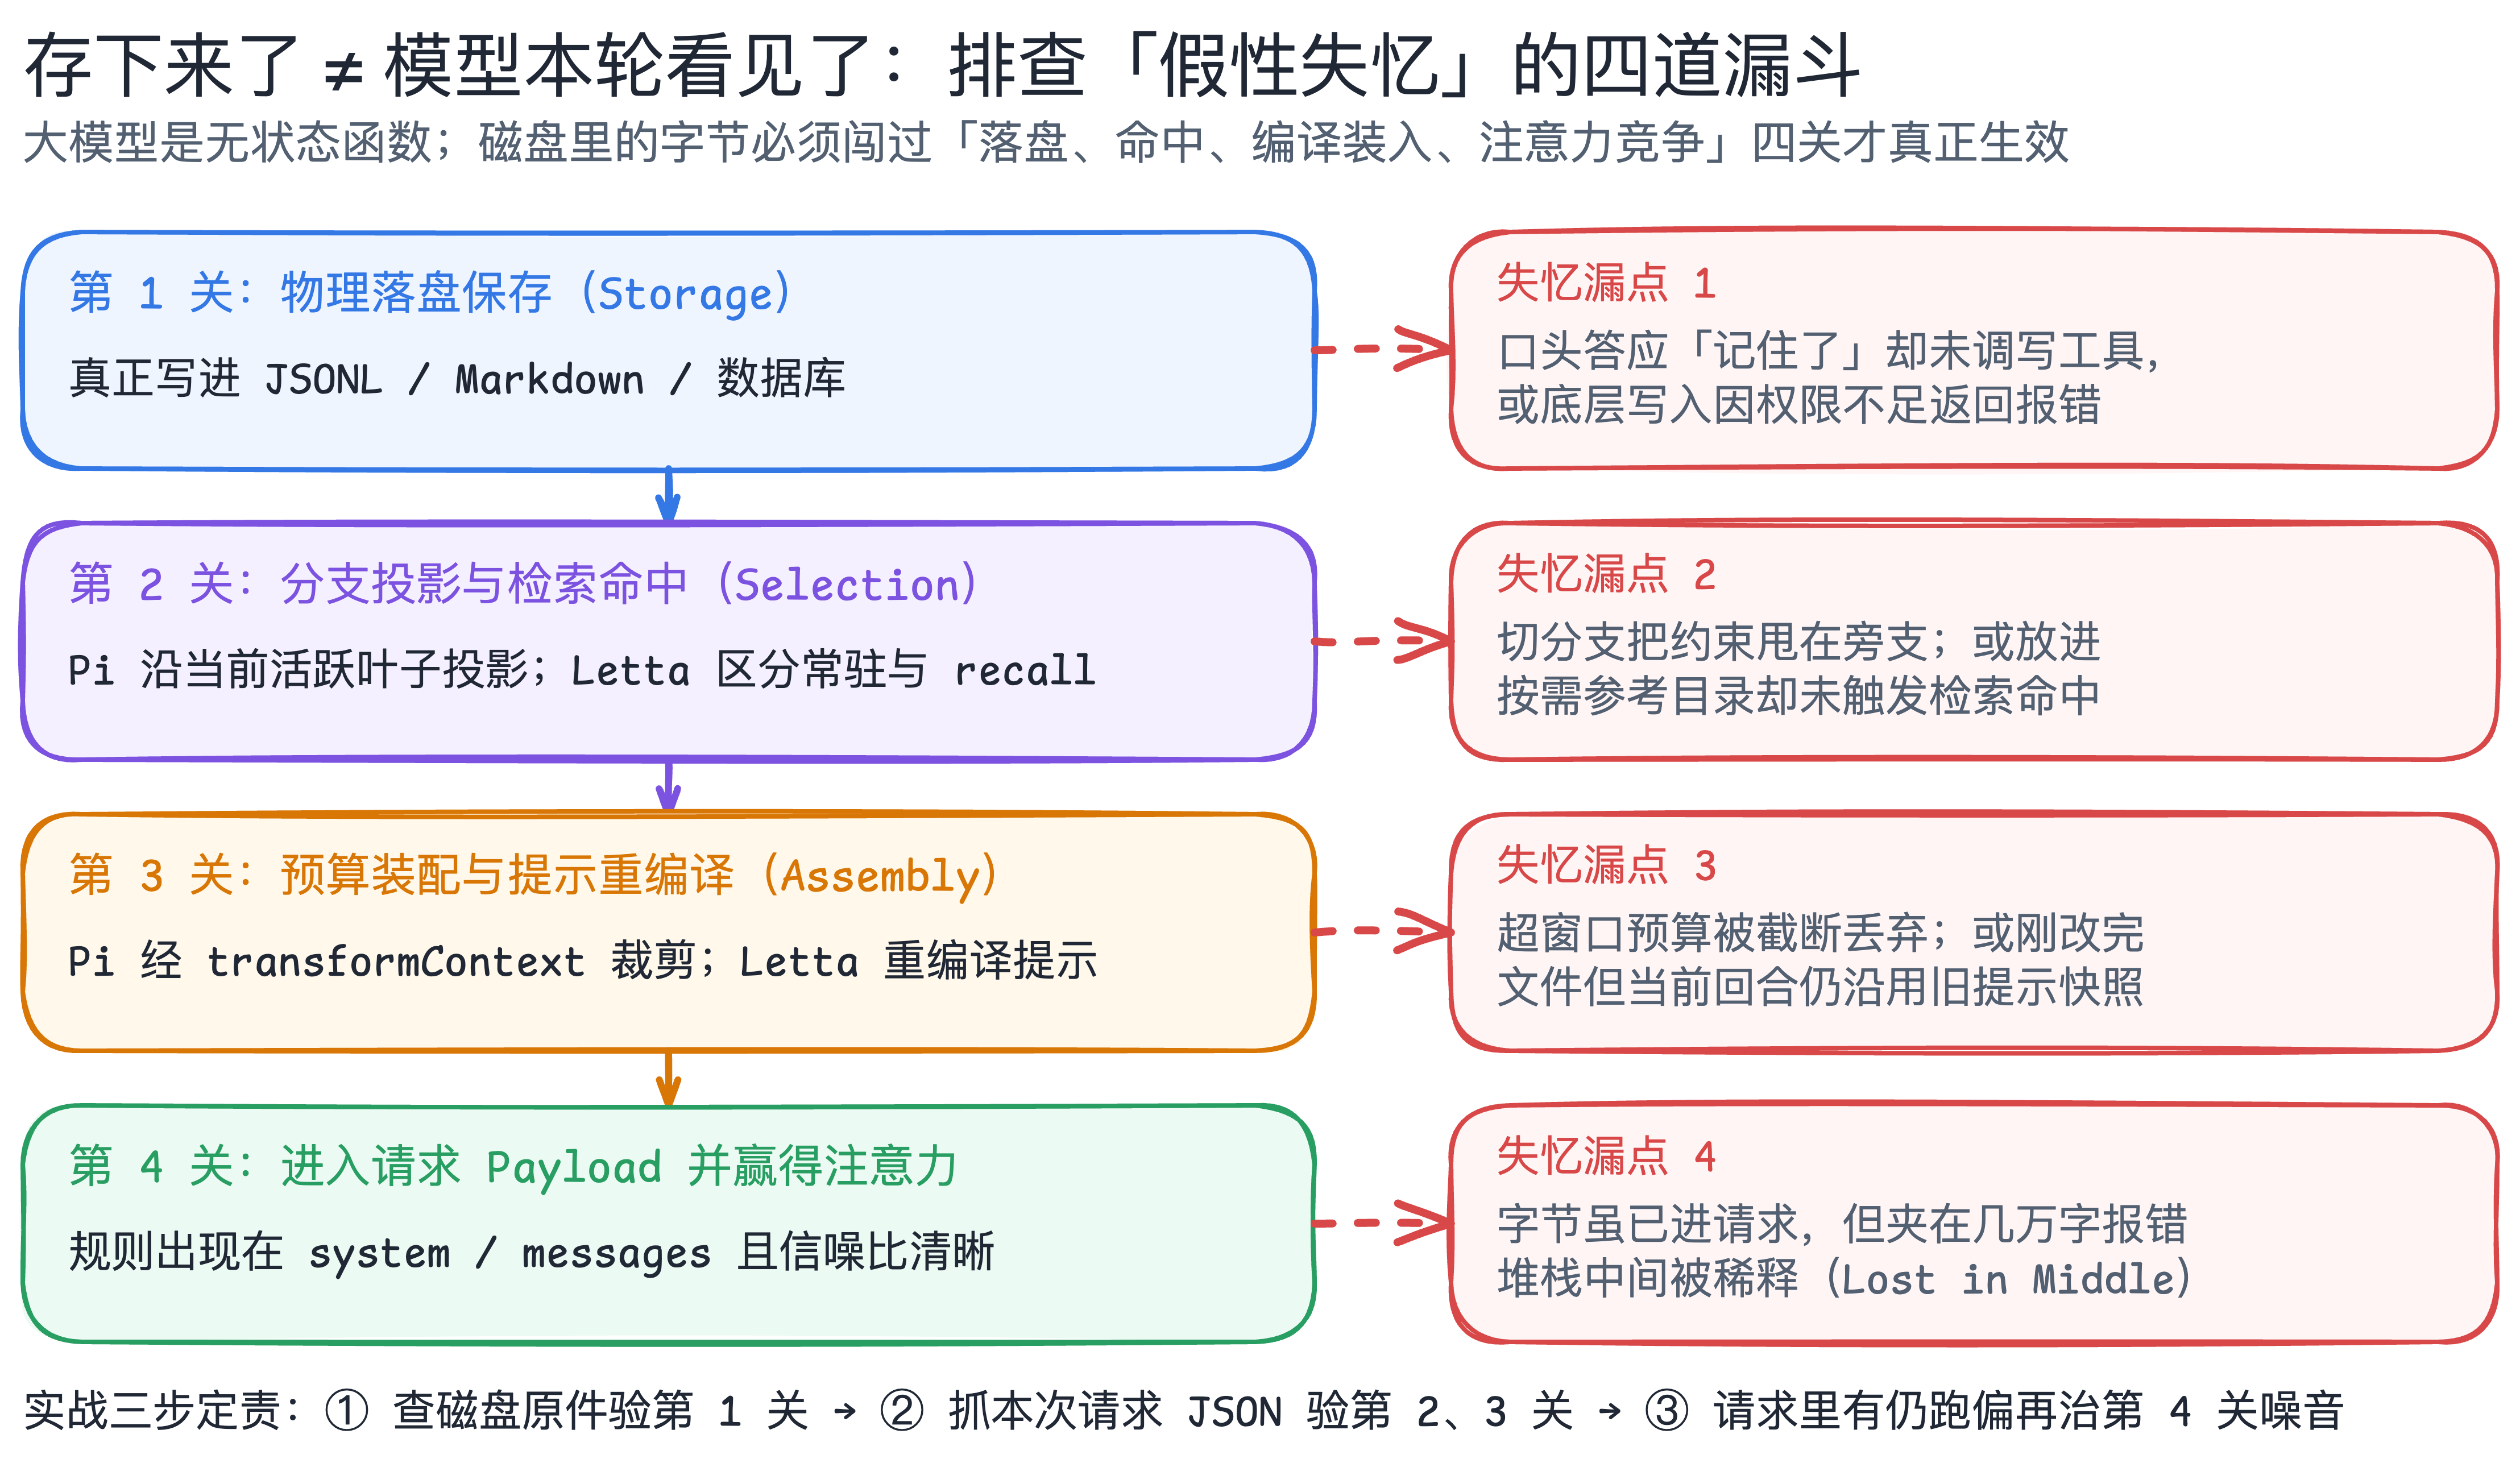 存下来了 ≠ 模型本轮看见了：排查「假性失忆」的四道漏斗
大模型是无状态函数；磁盘里的字节必须闯过「落盘、命中、编译装入、注意力竞争」四关才真正生效
第 1 关：物理落盘保存（Storage）
真正写进 JSONL / Markdown / 数据库
失忆漏点 1
口头答应「记住了」却未调写工具，
或底层写入因权限不足返回报错
第 2 关：分支投影与检索命中（Selection）
Pi 沿当前活跃叶子投影；Letta 区分常驻与 recall
失忆漏点 2
切分支把约束甩在旁支；或放进
按需参考目录却未触发检索命中
第 3 关：预算装配与提示重编译（Assembly）
Pi 经 transformContext 裁剪；Letta 重编译提示
失忆漏点 3
超窗口预算被截断丢弃；或刚改完
文件但当前回合仍沿用旧提示快照
第 4 关：进入请求 Payload 并赢得注意力
规则出现在 system / messages 且信噪比清晰
失忆漏点 4
字节虽已进请求，但夹在几万字报错
堆栈中间被稀释（Lost in Middle）
实战三步定责：① 查磁盘原件验第 1 关 → ② 抓本次请求 JSON 验第 2、3 关 → ③ 请求里有仍跑偏再治第 4 关噪音